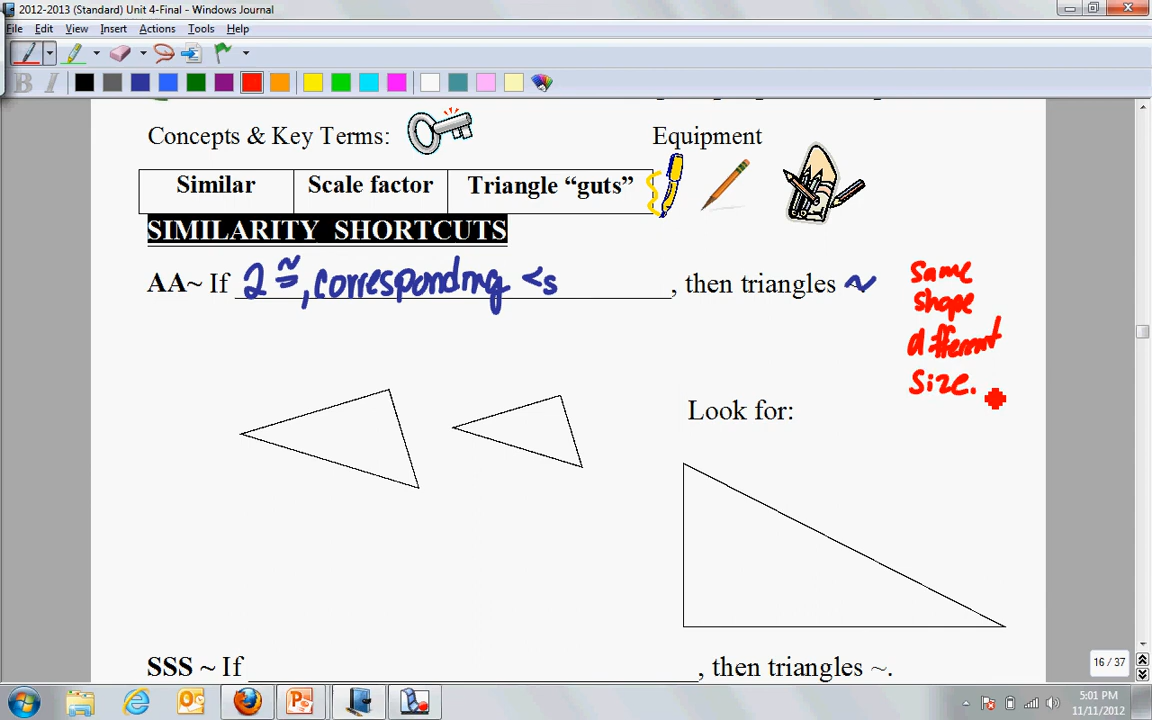 2012-2013 (Standard) Unit 4-Final - Windows Journal
File Edit View Insert Actions Tools Help
B I
Concepts & Key Terms: Equipment
Similar Scale factor Triangle “guts”
SIMILARITY SHORTCUTS
AA~ If 2 ≅, corresponding <s, then triangles ~
same
shape
different
size.
Look for:
SSS ~ If ________, then triangles ~.
16 / 37
5:01 PM
11/11/2012